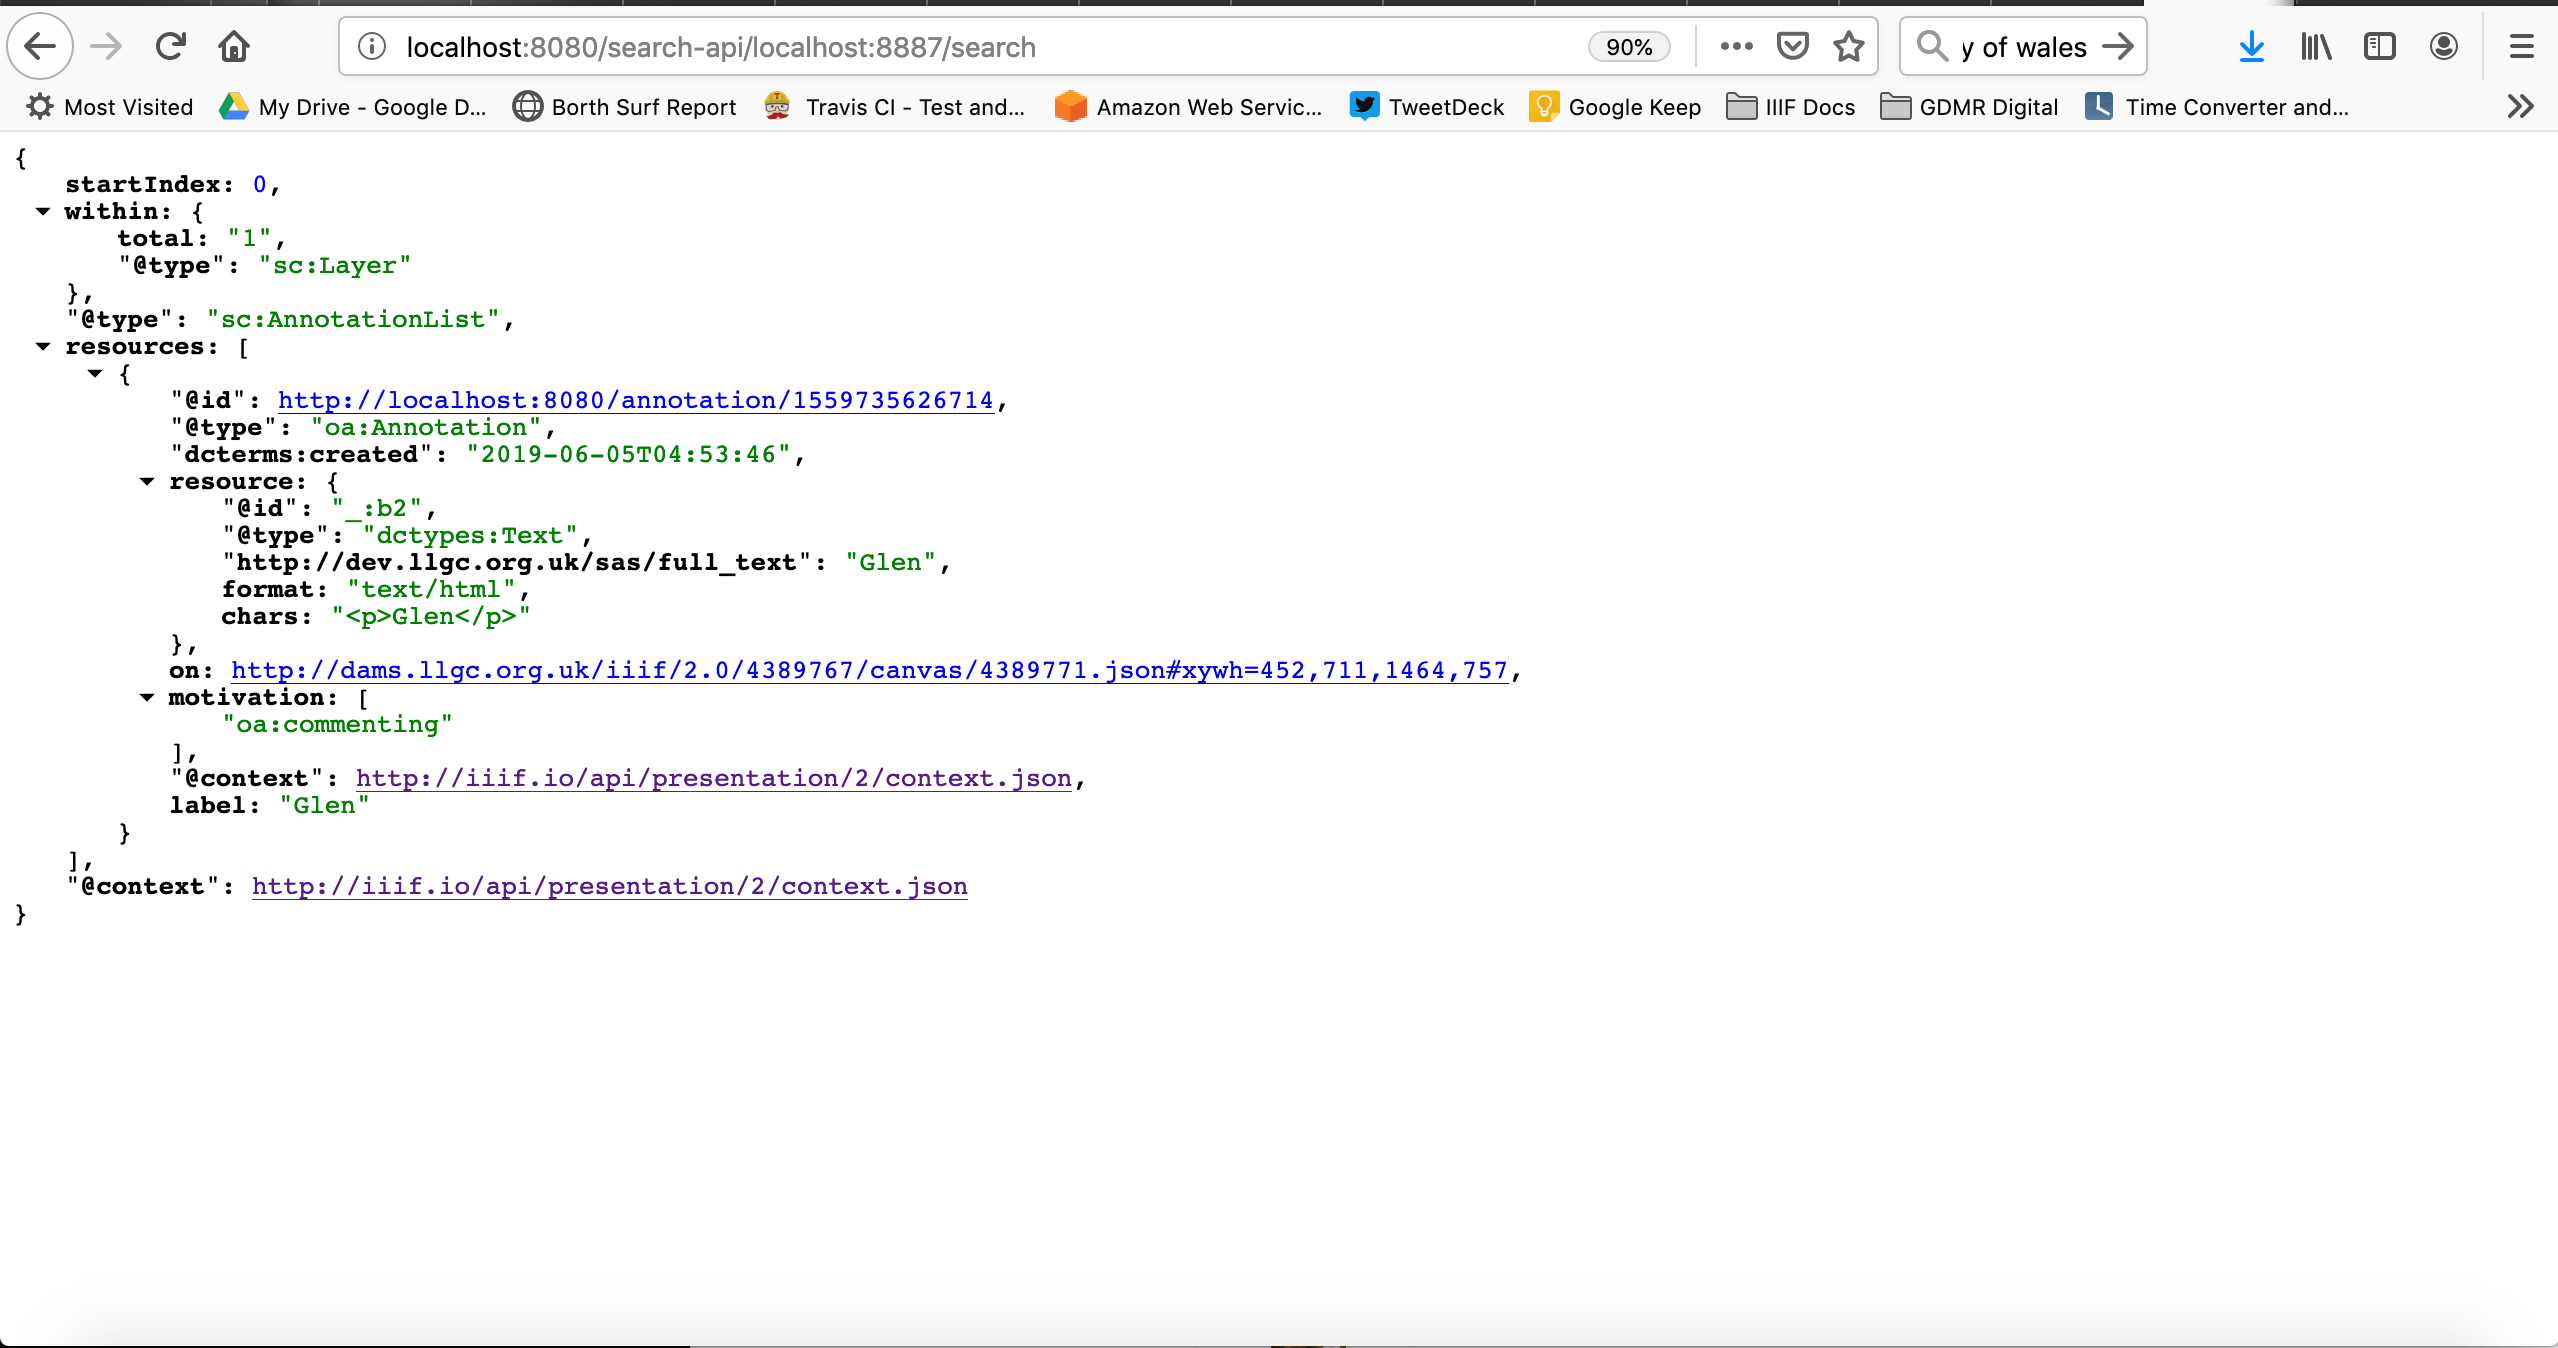 localhost:8080/search-api/localhost:8887/search 90% y of wales
Most Visited My Drive - Google D... Borth Surf Report Travis CI - Test and... Amazon Web Servic... TweetDeck Google Keep IIIF Docs GDMR Digital Time Converter and...
{
startIndex: 0,
within: {
total: "1",
"@type": "sc:Layer"
},
"@type": "sc:AnnotationList",
resources: [
{
"@id": http://localhost:8080/annotation/1559735626714,
"@type": "oa:Annotation",
"dcterms:created": "2019-06-05T04:53:46",
resource: {
"@id": "_:b2",
"@type": "dctypes:Text",
"http://dev.llgc.org.uk/sas/full_text": "Glen",
format: "text/html",
chars: "<p>Glen</p>"
},
on: http://dams.llgc.org.uk/iiif/2.0/4389767/canvas/4389771.json#xywh=452,711,1464,757,
motivation: [
"oa:commenting"
],
"@context": http://iiif.io/api/presentation/2/context.json,
label: "Glen"
}
],
"@context": http://iiif.io/api/presentation/2/context.json
}